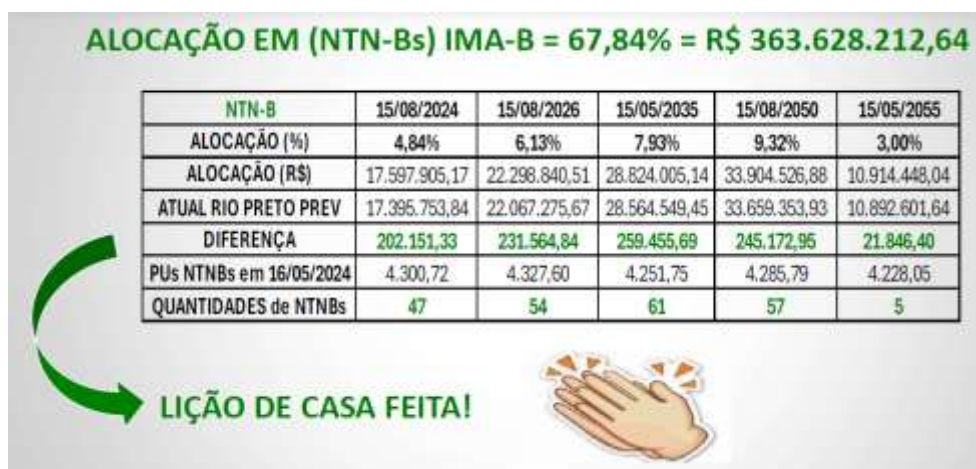 ALOCAÇÃO EM (NTN-Bs) IMA-B = 67,84% = R$ 363.628.212,64
NTN-B 15/08/2024 15/08/2026 15/05/2035 15/08/2050 15/05/2055
ALOCAÇÃO (%) 4,84% 6,13% 7,93% 9,32% 3,00%
ALOCAÇÃO (R$) 17.597.905,17 22.298.840,51 28.824.005,14 33.904.526,88 10.914.448,04
ATUAL RIO PRETO PREV 17.395.753,84 22.067.275,67 28.564.549,45 33.659.353,93 10.892.601,64
DIFERENÇA 202.151,33 231.564,84 259.455,69 245.172,95 21.846,40
PUs NTNBs em 16/05/2024 4.300,72 4.327,60 4.251,75 4.285,79 4.228,05
QUANTIDADES de NTNBs 47 54 61 57 5
LIÇÃO DE CASA FEITA!